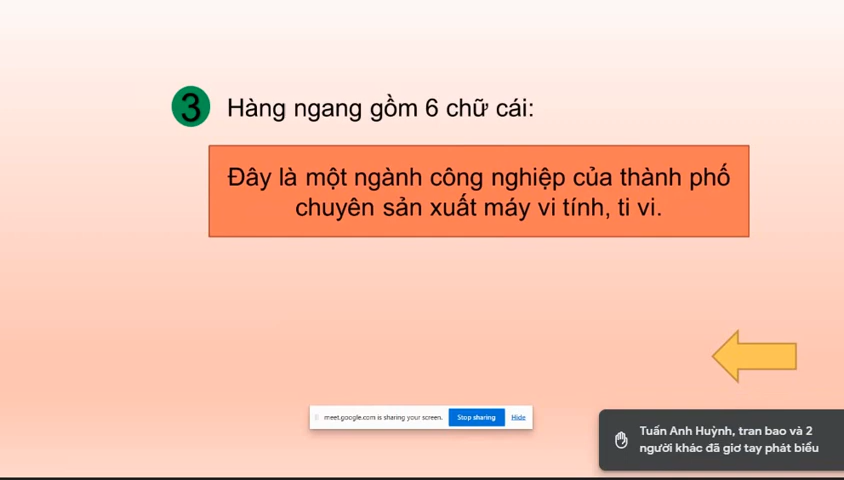 3 Hàng ngang gồm 6 chữ cái:
Đây là một ngành công nghiệp của thành phố
chuyên sản xuất máy vi tính, ti vi.
meet.google.com is sharing your screen. Stop sharing Hide
Tuấn Anh Huỳnh, tran bao và 2
người khác đã giơ tay phát biểu